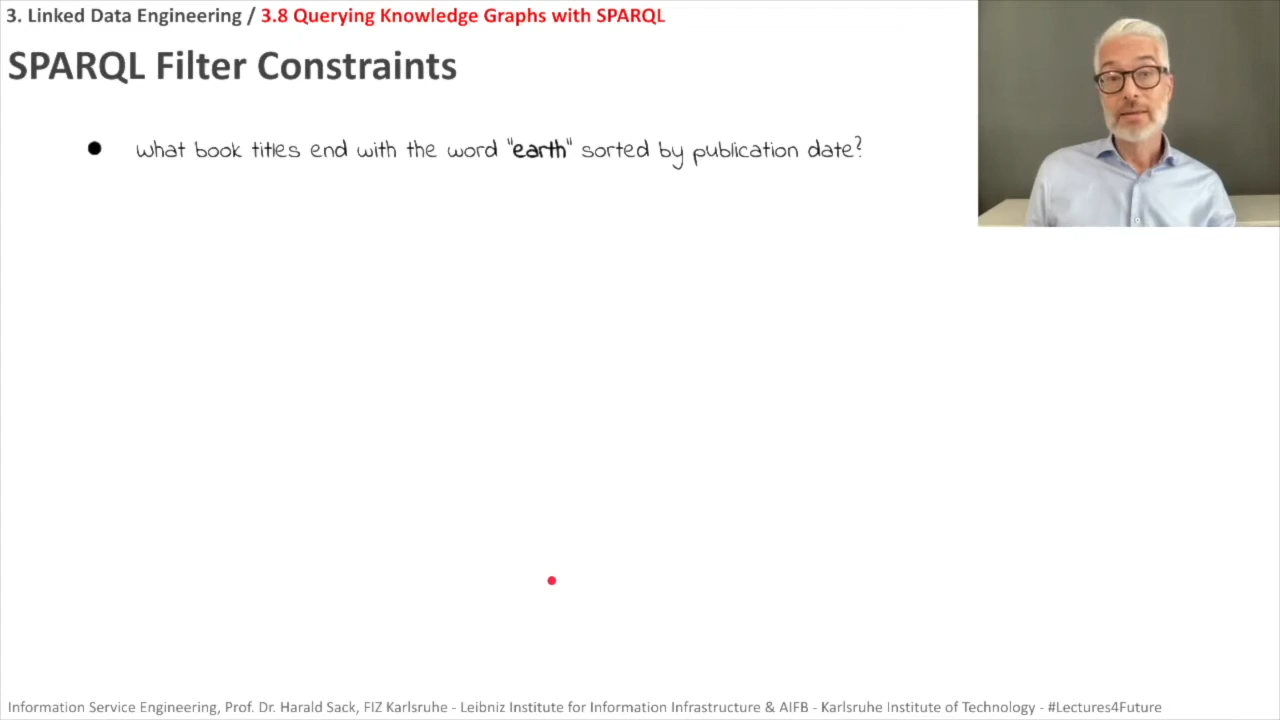 3. Linked Data Engineering / 3.8 Querying Knowledge Graphs with SPARQL
SPARQL Filter Constraints
● what book titles end with the word "earth" sorted by publication date?
Information Service Engineering, Prof. Dr. Harald Sack, FIZ Karlsruhe - Leibniz Institute for Information Infrastructure & AIFB - Karlsruhe Institute of Technology - #Lectures4Future